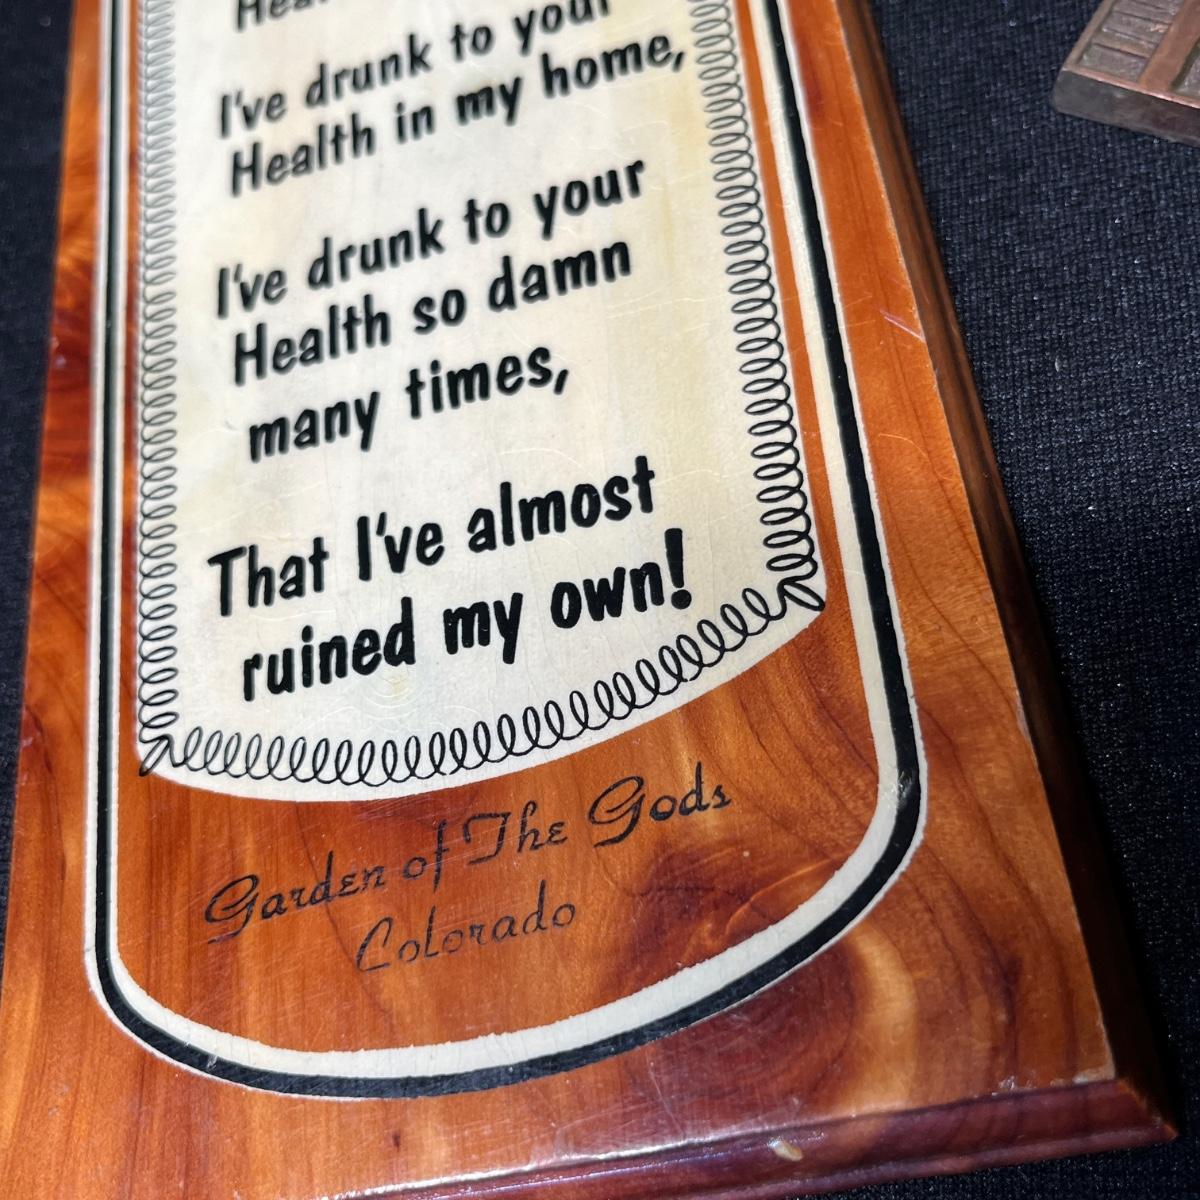 I've drunk to your
Health in my home,
I've drunk to your
Health so damn
many times,
That I've almost
ruined my own!
Garden of The Gods
Colorado